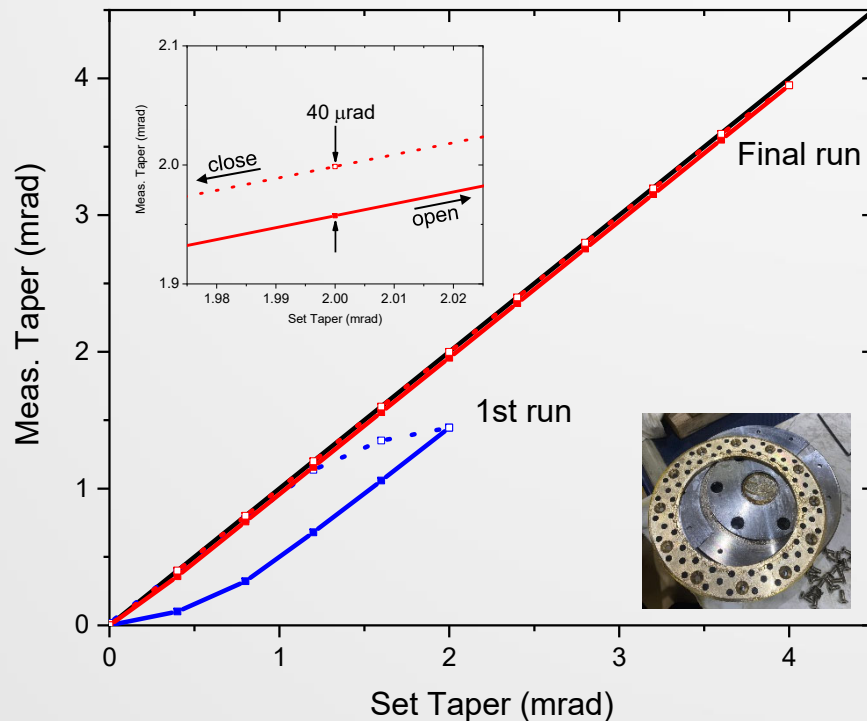 Meas. Taper (mrad)
4
3
2
1
0
0
1
2
3
4
Set Taper (mrad)
Final run
1st run
Meas. Taper (mrad)
2.1
2.0
1.9
1.98
1.99
2.00
2.01
2.02
Set Taper (mrad)
40 μrad
close
open